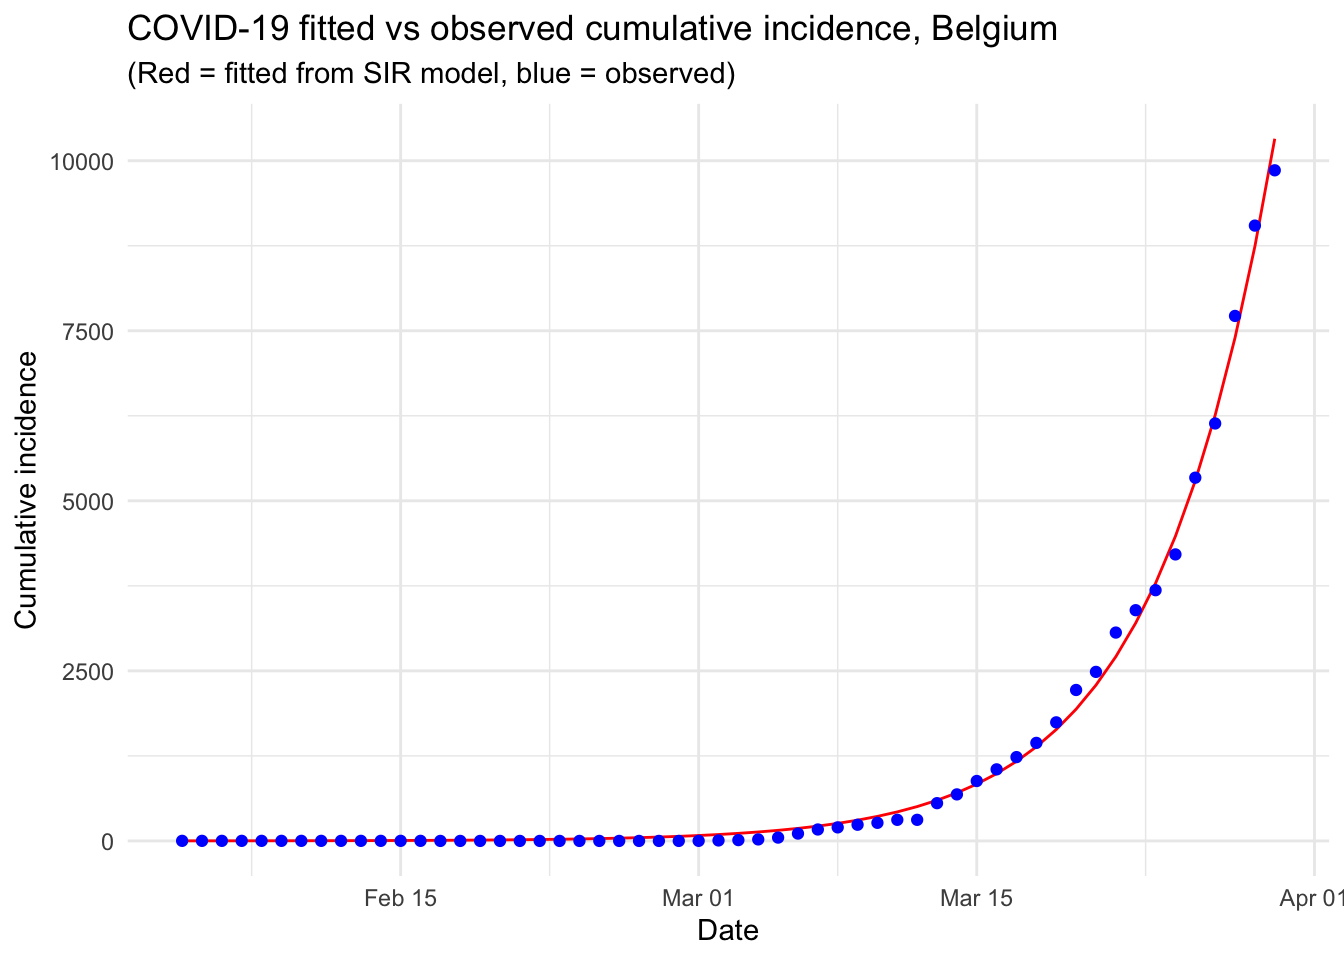 COVID-19 fitted vs observed cumulative incidence, Belgium
(Red = fitted from SIR model, blue = observed)
10000
7500
5000
2500
0
Cumulative incidence
Feb 15
Mar 01
Mar 15
Apr 01
Date